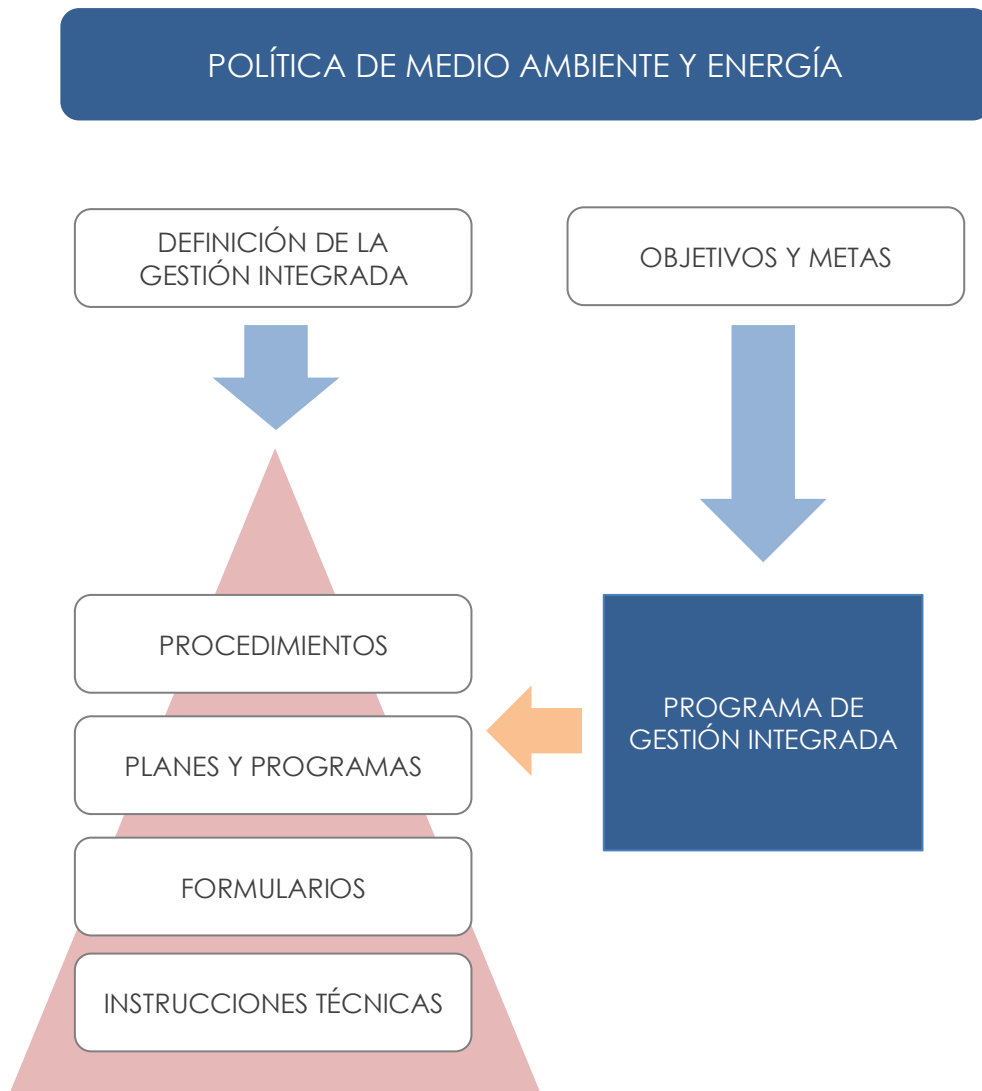 POLÍTICA DE MEDIO AMBIENTE Y ENERGÍA
DEFINICIÓN DE LA
GESTIÓN INTEGRADA
OBJETIVOS Y METAS
PROCEDIMIENTOS
PLANES Y PROGRAMAS
FORMULARIOS
INSTRUCCIONES TÉCNICAS
PROGRAMA DE
GESTIÓN INTEGRADA